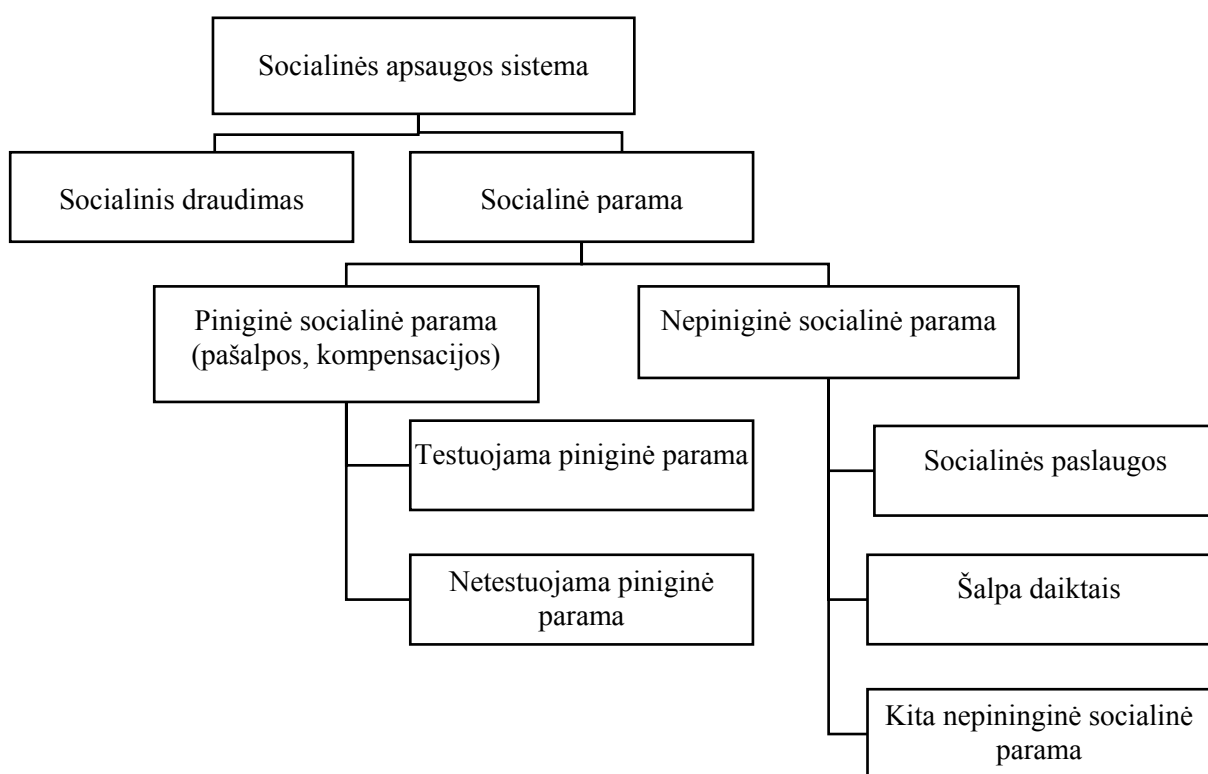 Socialinės apsaugos sistema
Socialinis draudimas
Socialinė parama
Piniginė socialinė parama
(pašalpos, kompensacijos)
Nepiniginė socialinė parama
Testuojama piniginė parama
Socialinės paslaugos
Netestuojama piniginė
parama
Šalpa daiktais
Kita nepininginė socialinė
parama